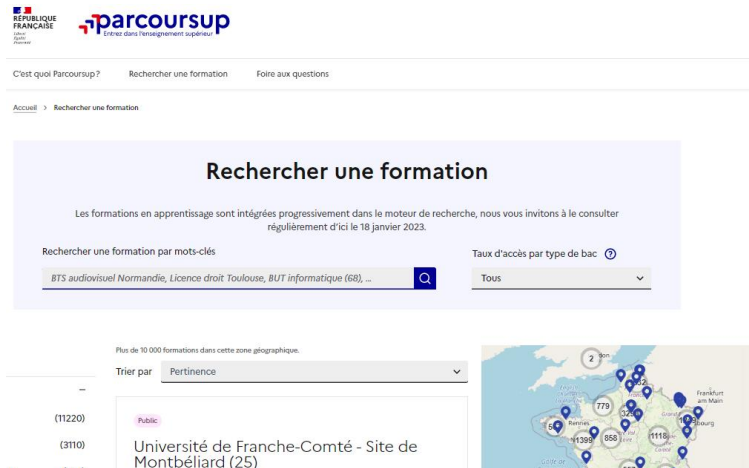 RÉPUBLIQUE
FRANÇAISE
Liberté
Égalité
Fraternité
parcoursup
Entrez dans l'enseignement supérieur
C'est quoi Parcoursup?
Rechercher une formation
Foire aux questions
Accueil > Rechercher une formation
Rechercher une formation
Les formations en apprentissage sont intégrées progressivement dans le moteur de recherche, nous vous invitons à le consulter
régulièrement d'ici le 18 janvier 2023.
Rechercher une formation par mots-clés
Taux d'accès par type de bac ?
BTS audiovisuel Normandie, Licence droit Toulouse, BUT informatique (68), ...
Tous
Plus de 10 000 formations dans cette zone géographique.
Trier par
Pertinence
(11220)
(3110)
Public
Université de Franche-Comté - Site de
Montbéliard (25)
2
Frankfurt
am Main
779
Rennes
1399
858
1118